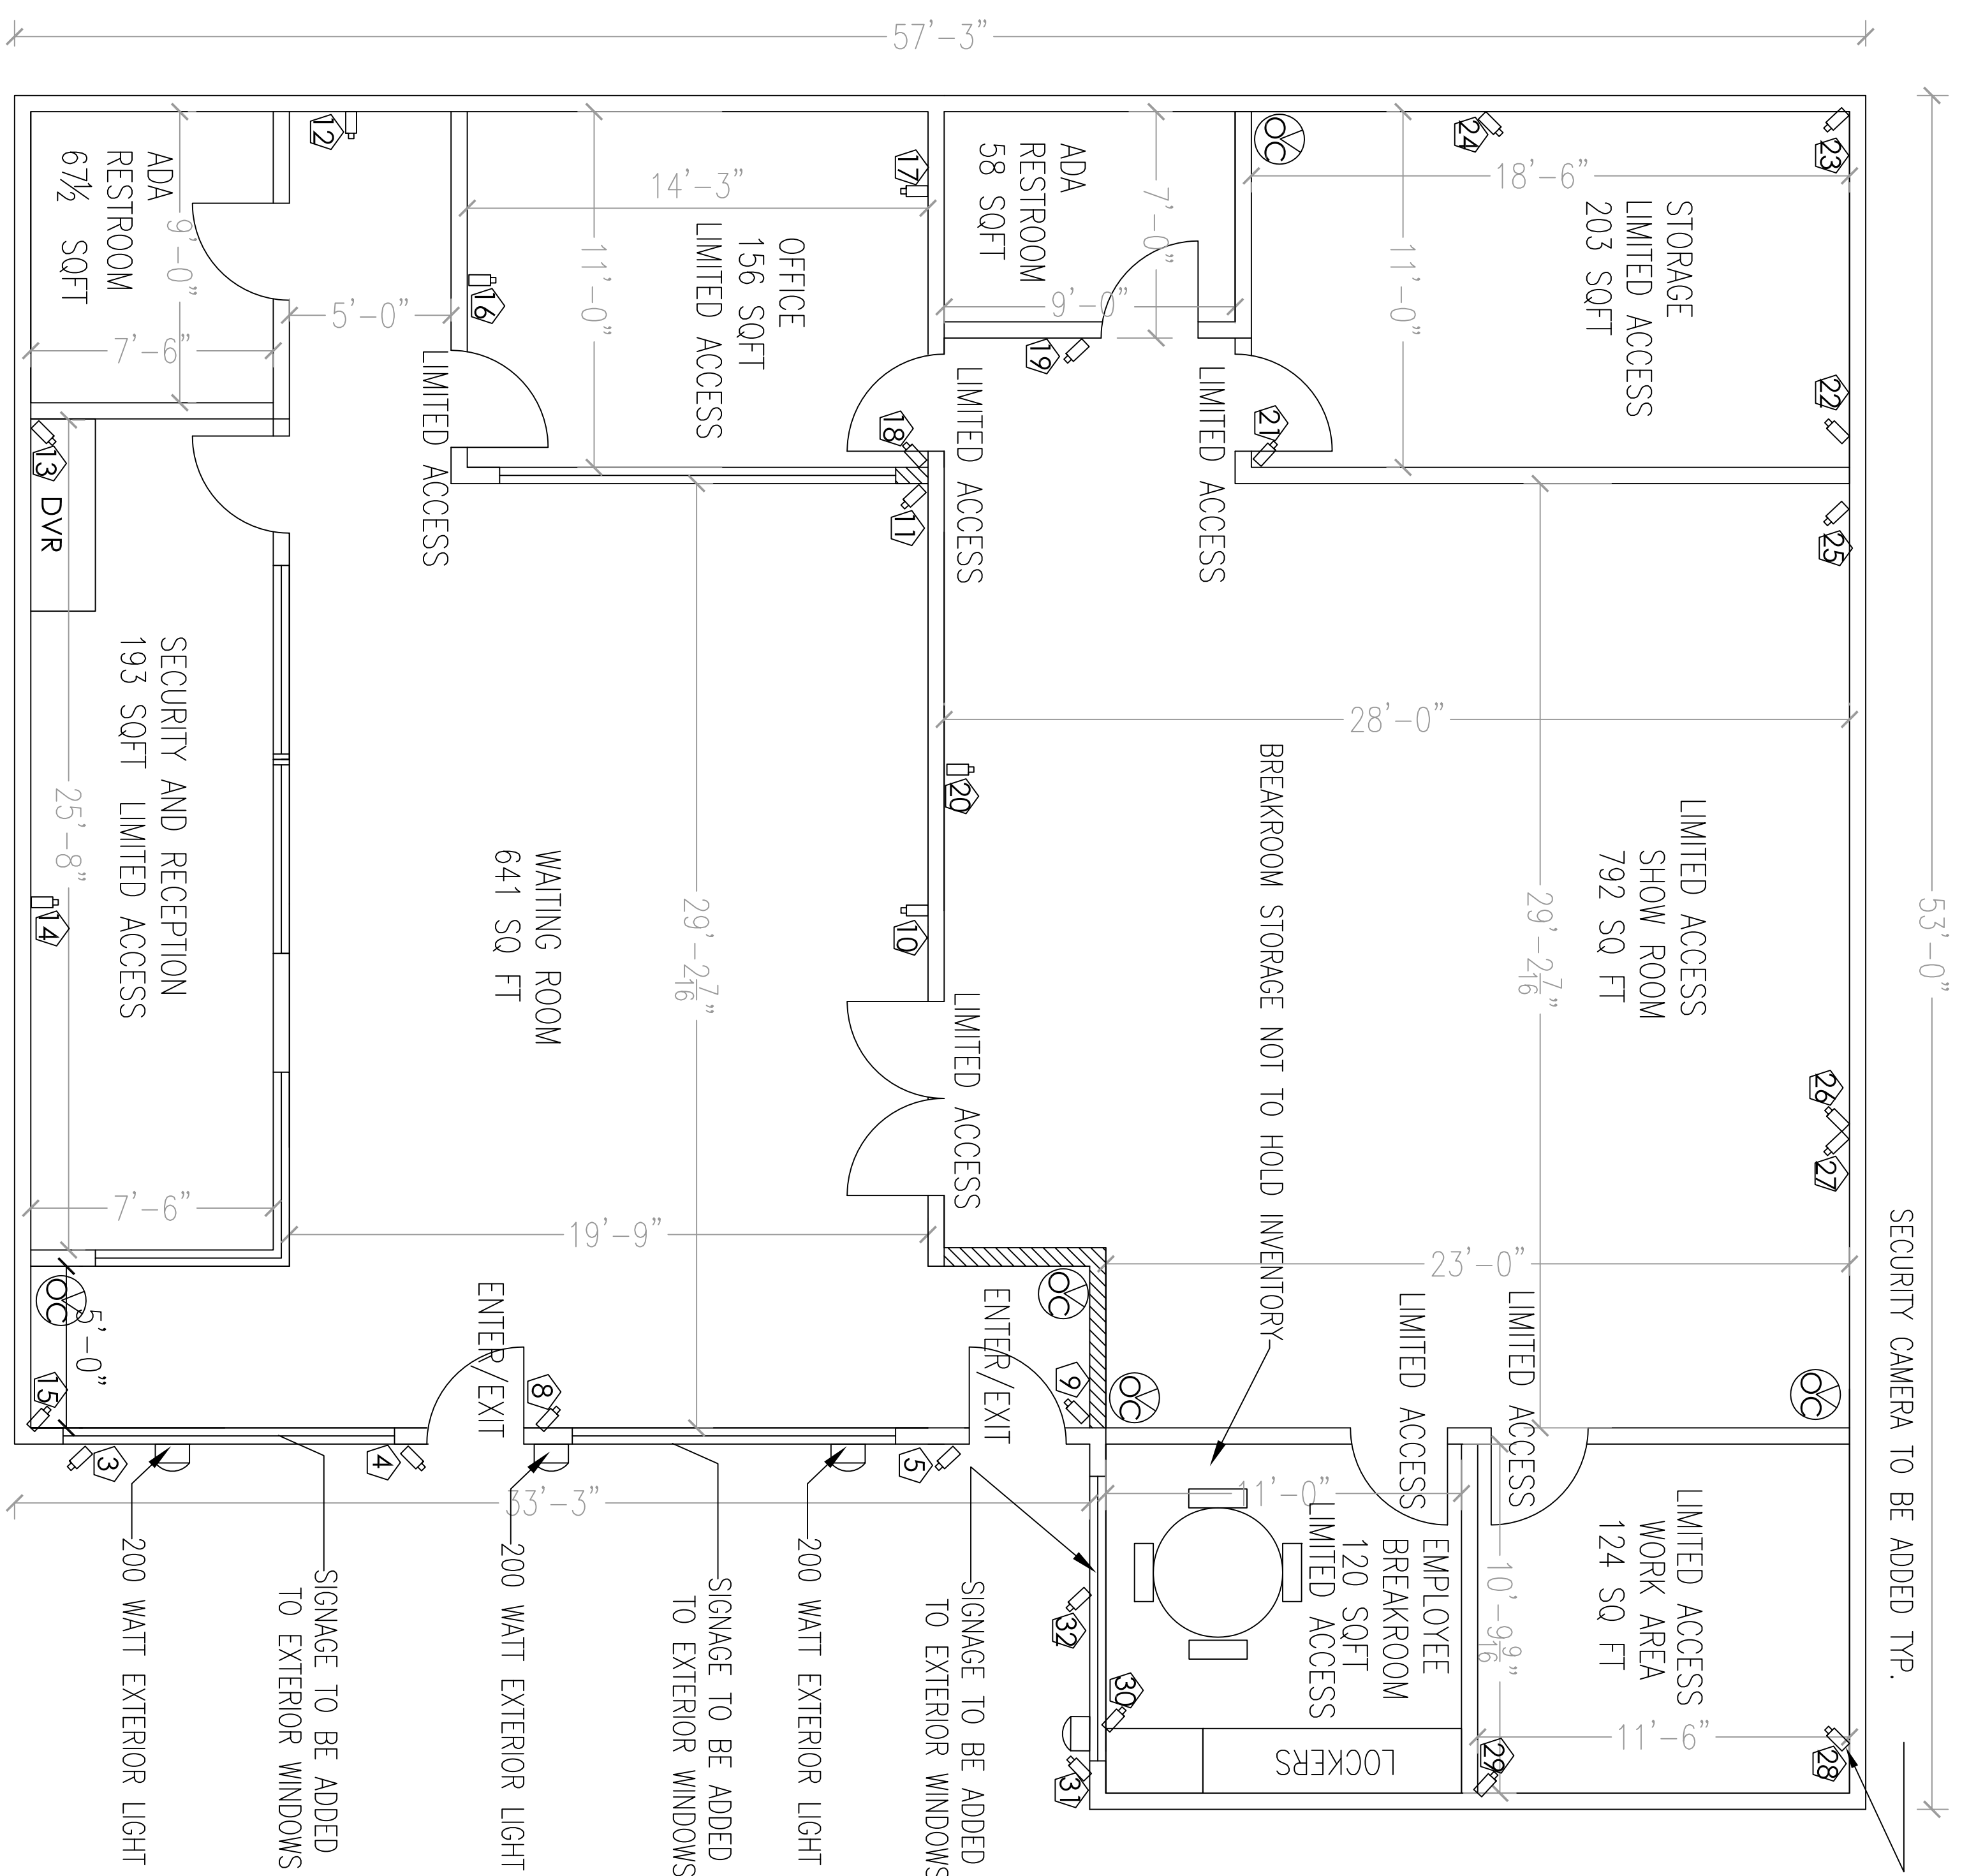 57'-3"
53'-0"
SECURITY CAMERA TO BE ADDED TYP.
23
24
22
OC
18'-6"
11'-0"
STORAGE
LIMITED ACCESS
203 SQFT
21
LIMITED ACCESS
ADA
RESTROOM
58 SQFT
7'-0"
9'-0"
19
LIMITED ACCESS
17
14'-3"
11'-0"
OFFICE
156 SQFT
LIMITED ACCESS
16
18
11
LIMITED ACCESS
12
5'-0"
ADA
RESTROOM
67½ SQFT
9'-0"
7'-6"
13
DVR
SECURITY AND RECEPTION
193 SQFT LIMITED ACCESS
25'-8"
14
7'-6"
25
28'-0"
29'-2 7/16"
LIMITED ACCESS
SHOW ROOM
792 SQ FT
20
BREAKROOM STORAGE NOT TO HOLD INVENTORY
26
27
23'-0"
WAITING ROOM
641 SQ FT
29'-2 7/16"
10
LIMITED ACCESS
19'-9"
OC
5'-0"
15
ENTER/EXIT
8
ENTER/EXIT
OC
9
OC
OC
LIMITED ACCESS
LIMITED ACCESS
3
4
5
33'-3"
11'-0"
EMPLOYEE
BREAKROOM
120 SQFT
LIMITED ACCESS
LIMITED ACCESS
WORK AREA
124 SQ FT
10'-9 9/16"
11'-6"
28
29
LOCKERS
30
32
31
SIGNAGE TO BE ADDED
TO EXTERIOR WINDOWS
200 WATT EXTERIOR LIGHT
SIGNAGE TO BE ADDED
TO EXTERIOR WINDOWS
200 WATT EXTERIOR LIGHT
SIGNAGE TO BE ADDED
TO EXTERIOR WINDOWS
200 WATT EXTERIOR LIGHT